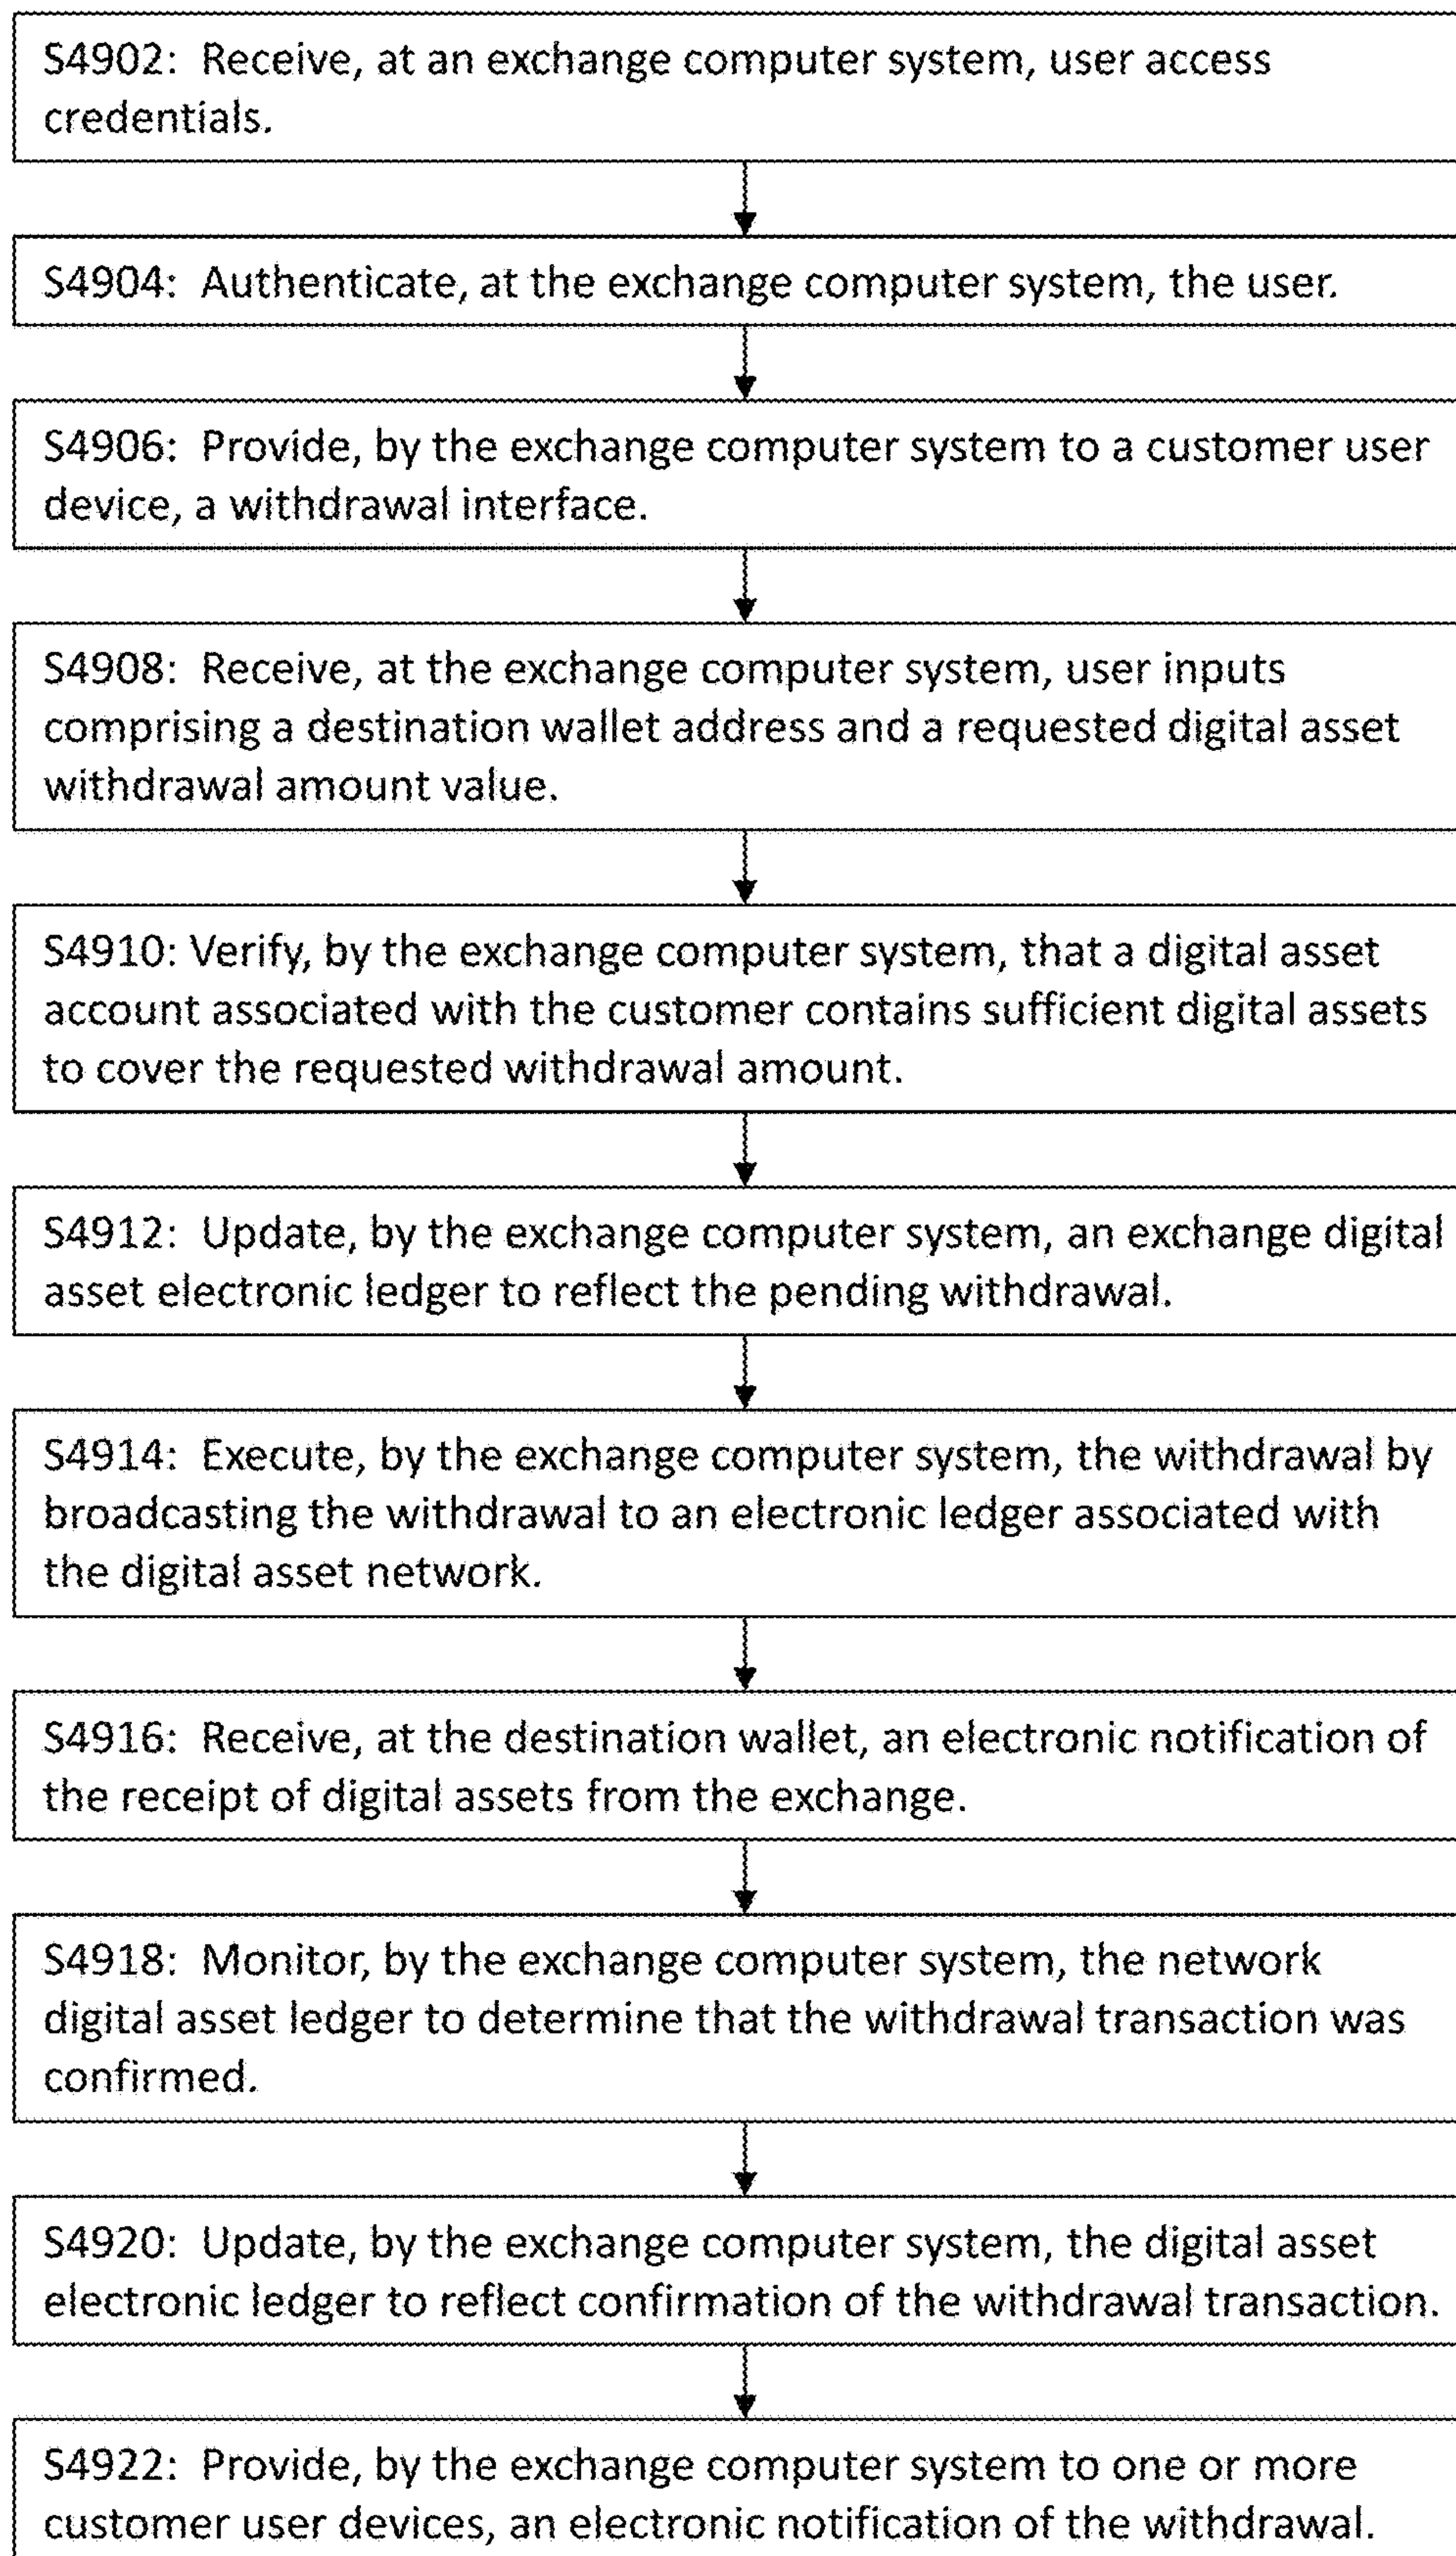 S4902: Receive, at an exchange computer system, user access
credentials.
S4904: Authenticate, at the exchange computer system, the user.
S4906: Provide, by the exchange computer system to a customer user
device, a withdrawal interface.
S4908: Receive, at the exchange computer system, user inputs
comprising a destination wallet address and a requested digital asset
withdrawal amount value.
S4910: Verify, by the exchange computer system, that a digital asset
account associated with the customer contains sufficient digital assets
to cover the requested withdrawal amount.
S4912: Update, by the exchange computer system, an exchange digital
asset electronic ledger to reflect the pending withdrawal.
S4914: Execute, by the exchange computer system, the withdrawal by
broadcasting the withdrawal to an electronic ledger associated with
the digital asset network.
S4916: Receive, at the destination wallet, an electronic notification of
the receipt of digital assets from the exchange.
S4918: Monitor, by the exchange computer system, the network
digital asset ledger to determine that the withdrawal transaction was
confirmed.
S4920: Update, by the exchange computer system, the digital asset
electronic ledger to reflect confirmation of the withdrawal transaction.
S4922: Provide, by the exchange computer system to one or more
customer user devices, an electronic notification of the withdrawal.